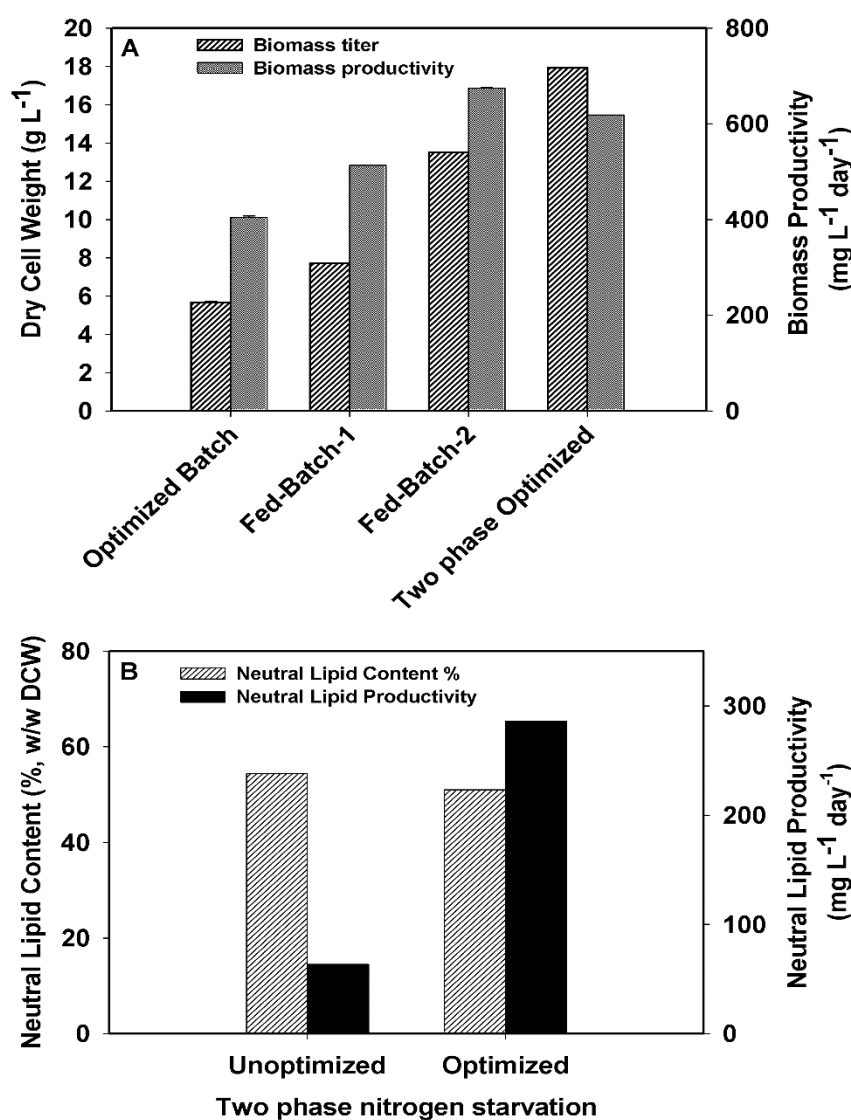 A
Biomass titer
Biomass productivity
Dry Cell Weight (g L-1)
20
18
16
14
12
10
8
6
4
2
0
Biomass Productivity
(mg L-1 day-1)
800
600
400
200
0
Optimized Batch
Fed-Batch-1
Fed-Batch-2
Two phase Optimized
B
Neutral Lipid Content %
Neutral Lipid Productivity
Neutral Lipid Content (%, w/w DCW)
80
60
40
20
0
Neutral Lipid Productivity
(mg L-1 day-1)
300
200
100
0
Unoptimized
Optimized
Two phase nitrogen starvation